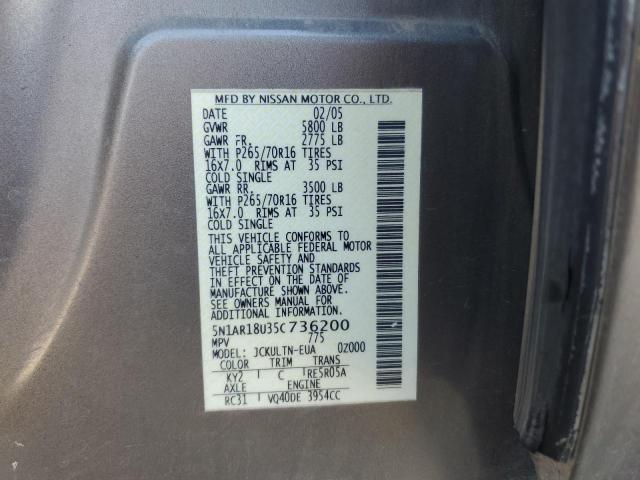 MFD BY NISSAN MOTOR CO., LTD.
DATE 02/05
GVWR 5800 LB
GAWR FR. 2775 LB
WITH P265/70R16 TIRES
16X7.0 RIMS AT 35 PSI
COLD SINGLE
GAWR RR. 3500 LB
WITH P265/70R16 TIRES
16X7.0 RIMS AT 35 PSI
COLD SINGLE
THIS VEHICLE CONFORMS TO
ALL APPLICABLE FEDERAL MOTOR
VEHICLE SAFETY AND
THEFT PREVENTION STANDARDS
IN EFFECT ON THE DATE OF
MANUFACTURE SHOWN ABOVE.
SEE OWNERS MANUAL FOR
ADDITIONAL INFORMATION.
5N1AR18U35C736200
MPV 775
MODEL: JCKULTN-EUA 0Z000
COLOR TRIM TRANS
KY2 C RE5R05A
AXLE ENGINE
RC31 VQ40DE 3954CC